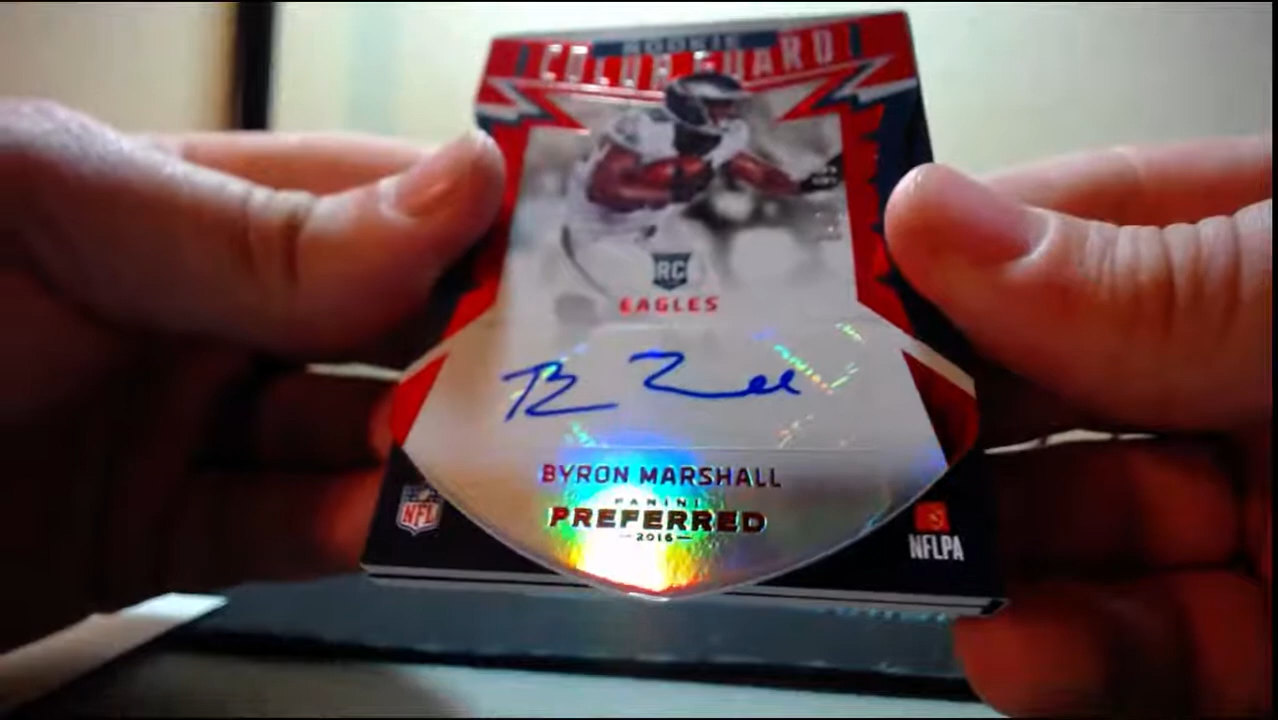 ROOKIE
COLOR GUARD
RC
EAGLES
BYRON MARSHALL
PANINI
PREFERRED
—2016—
NFL
NFLPA